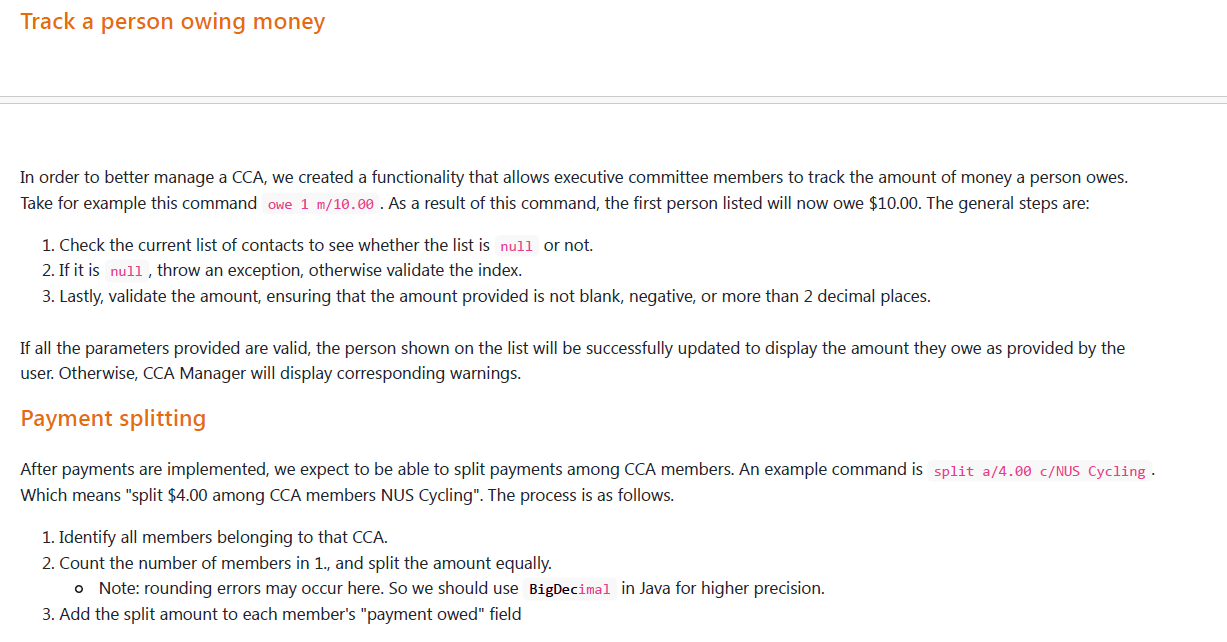 Track a person owing money
In order to better manage a CCA, we created a functionality that allows executive committee members to track the amount of money a person owes.
Take for example this command owe 1 m/10.00 . As a result of this command, the first person listed will now owe $10.00. The general steps are:
1. Check the current list of contacts to see whether the list is null or not.
2. If it is null , throw an exception, otherwise validate the index.
3. Lastly, validate the amount, ensuring that the amount provided is not blank, negative, or more than 2 decimal places.
If all the parameters provided are valid, the person shown on the list will be successfully updated to display the amount they owe as provided by the
user. Otherwise, CCA Manager will display corresponding warnings.
Payment splitting
After payments are implemented, we expect to be able to split payments among CCA members. An example command is split a/4.00 c/NUS Cycling .
Which means "split $4.00 among CCA members NUS Cycling". The process is as follows.
1. Identify all members belonging to that CCA.
2. Count the number of members in 1., and split the amount equally.
o Note: rounding errors may occur here. So we should use BigDecimal in Java for higher precision.
3. Add the split amount to each member's "payment owed" field